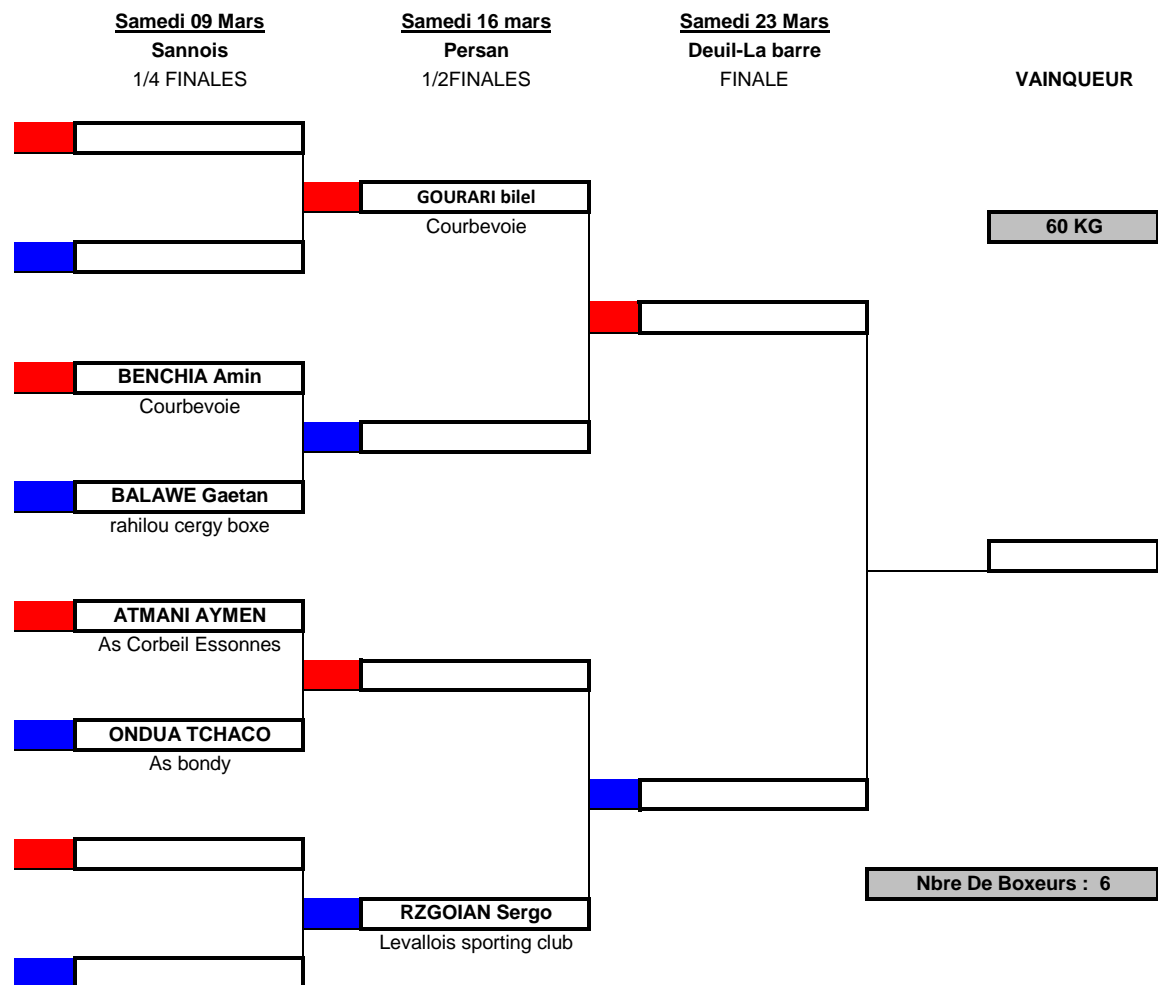 Samedi 09 Mars
Sannois
1/4 FINALES
Samedi 16 mars
Persan
1/2FINALES
Samedi 23 Mars
Deuil-La barre
FINALE
VAINQUEUR
GOURARI bilel
Courbevoie
60 KG
BENCHIA Amin
Courbevoie
BALAWE Gaetan
rahilou cergy boxe
ATMANI AYMEN
As Corbeil Essonnes
ONDUA TCHACO
As bondy
Nbre De Boxeurs : 6
RZGOIAN Sergo
Levallois sporting club